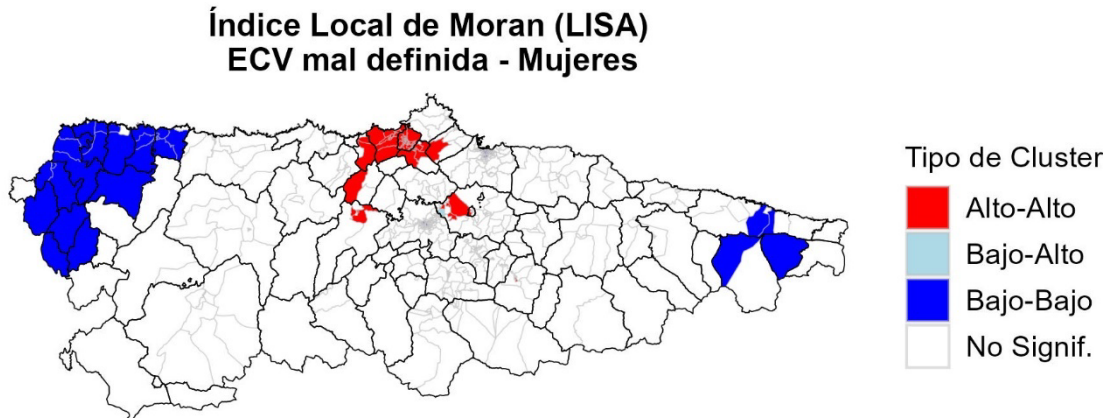 Índice Local de Moran (LISA)
ECV mal definida - Mujeres
Tipo de Cluster
Alto-Alto
Bajo-Alto
Bajo-Bajo
No Signif.